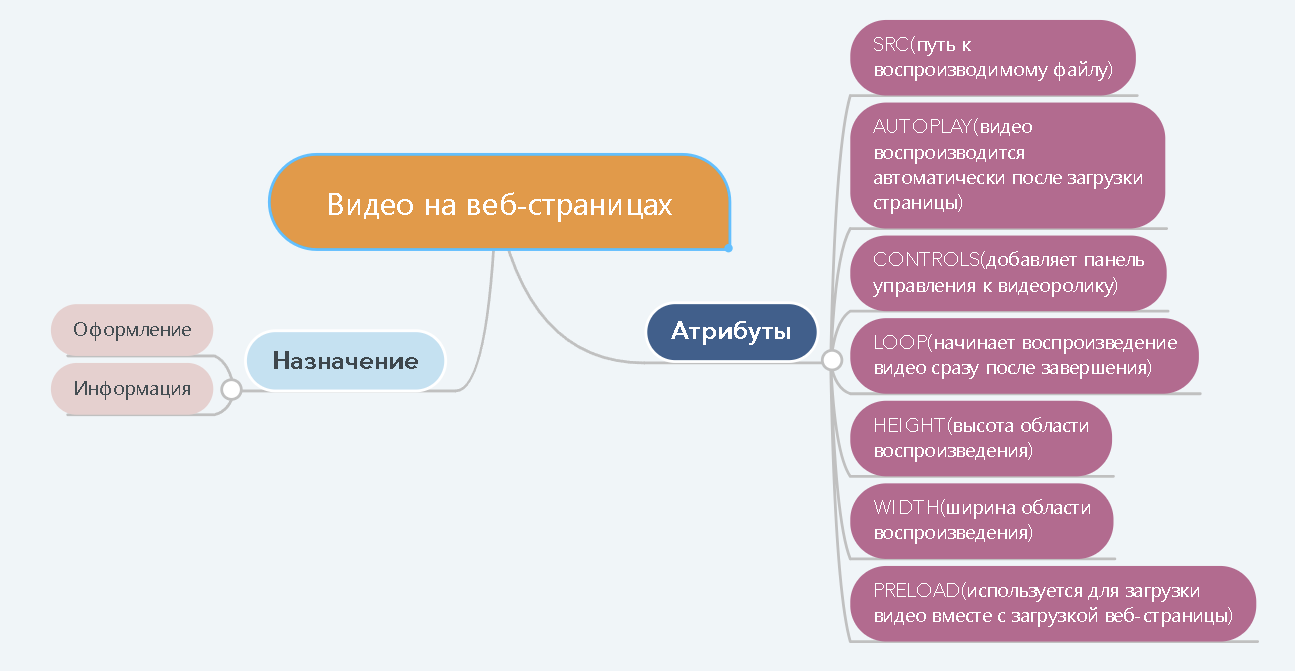 Видео на веб-страницах
Назначение
Оформление
Информация
Атрибуты
SRC(путь к
воспроизводимому файлу)
AUTOPLAY(видео
воспроизводится
автоматически после загрузки
страницы)
CONTROLS(добавляет панель
управления к видеоролику)
LOOP(начинает воспроизведение
видео сразу после завершения)
HEIGHT(высота области
воспроизведения)
WIDTH(ширина области
воспроизведения)
PRELOAD(используется для загрузки
видео вместе с загрузкой веб-страницы)